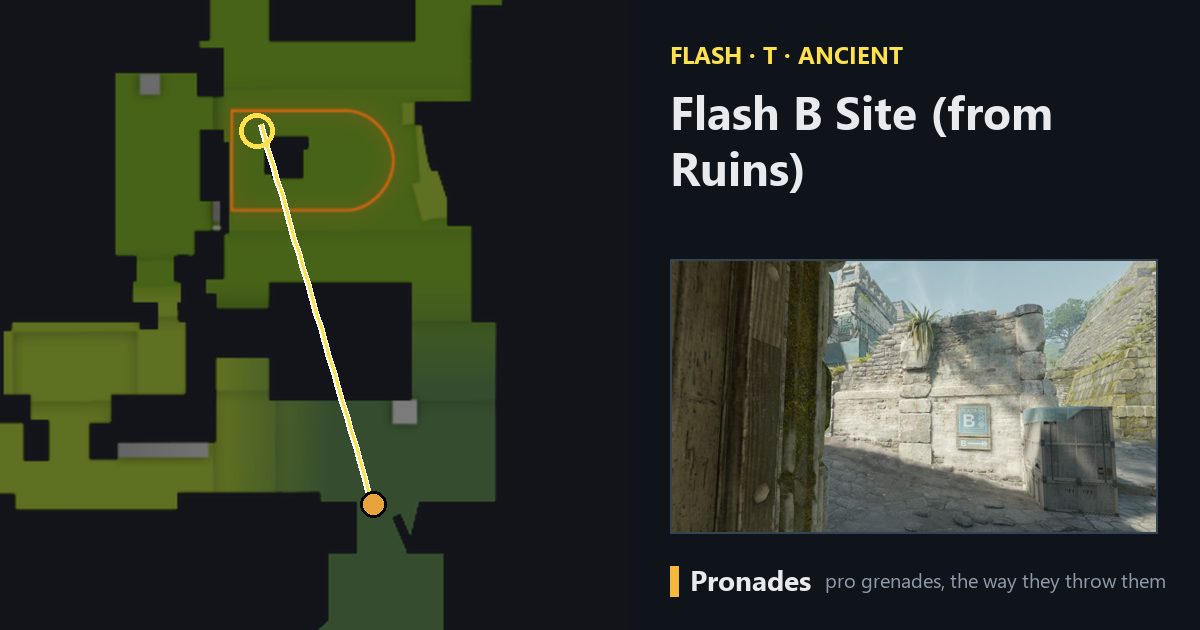 FLASH · T · ANCIENT
Flash B Site (from
Ruins)
B
Pronades pro grenades, the way they throw them